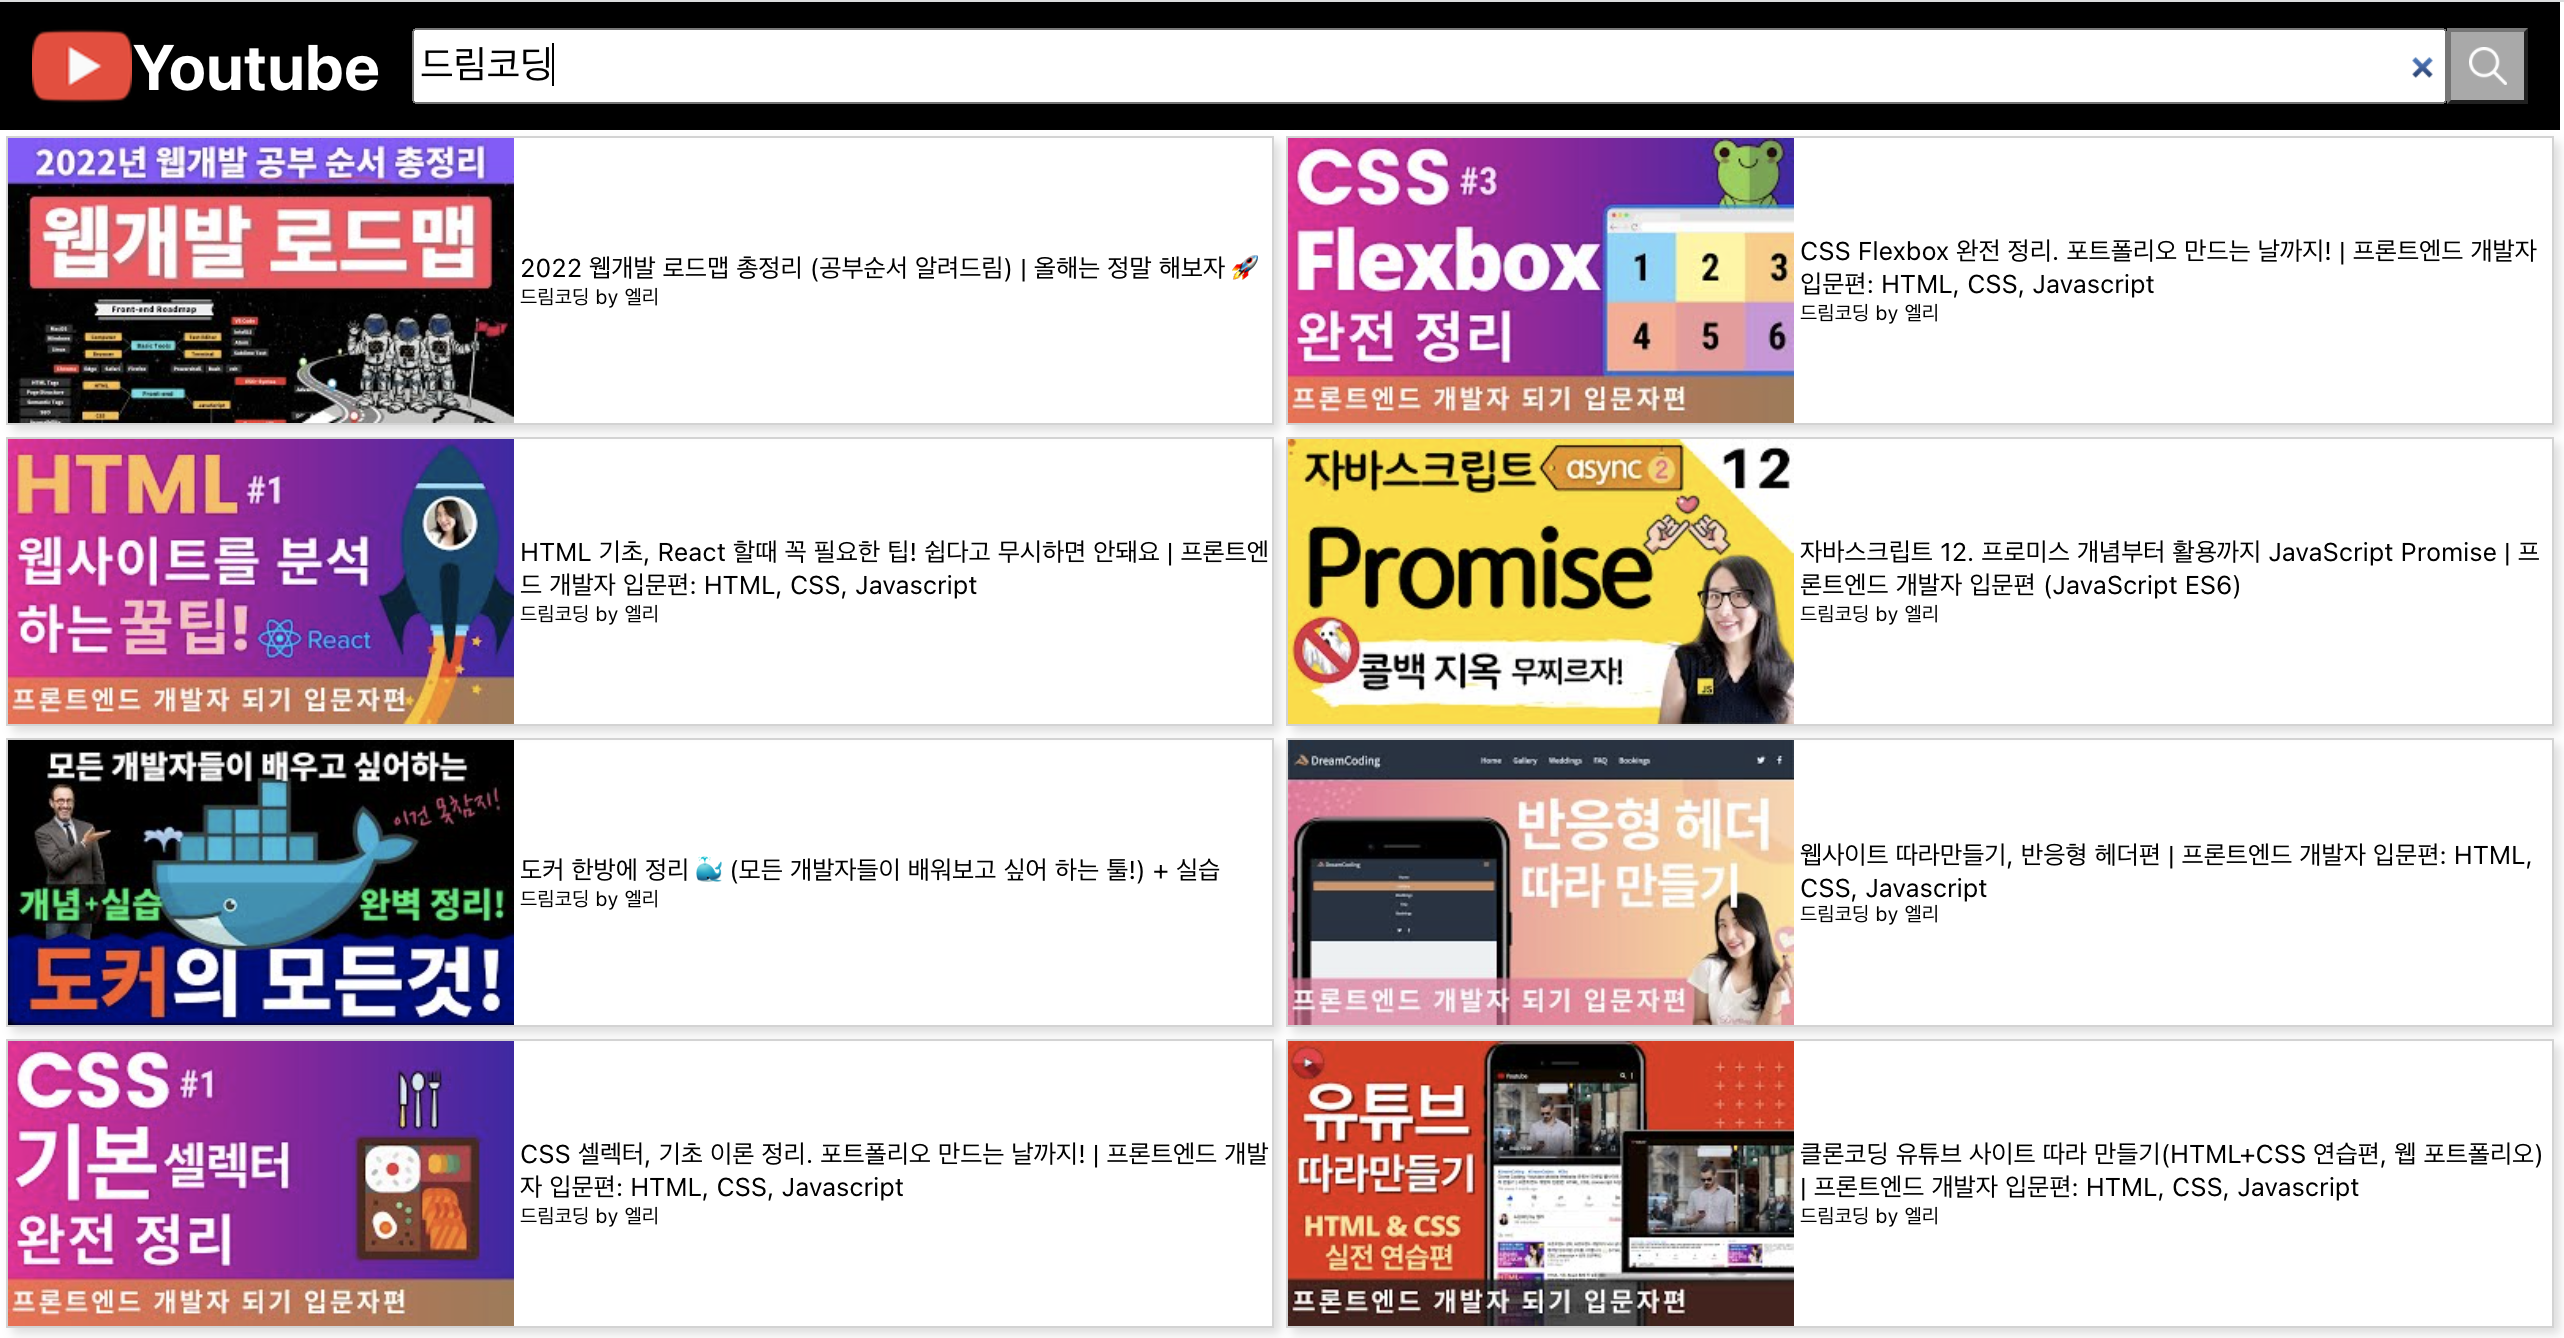 Youtube
드림코딩
2022년 웹개발 공부 순서 총정리
웹개발 로드맵
Front-end Roadmap
2022 웹개발 로드맵 총정리 (공부순서 알려드림) | 올해는 정말 해보자 🚀
드림코딩 by 엘리
CSS #3
Flexbox
완전 정리
1 2 3
4 5 6
프론트엔드 개발자 되기 입문자편
CSS Flexbox 완전 정리. 포트폴리오 만드는 날까지! | 프론트엔드 개발자
입문편: HTML, CSS, Javascript
드림코딩 by 엘리
HTML #1
웹사이트를 분석
하는 꿀팁!
React
프론트엔드 개발자 되기 입문자편
HTML 기초, React 할때 꼭 필요한 팁! 쉽다고 무시하면 안돼요 | 프론트엔
드 개발자 입문편: HTML, CSS, Javascript
드림코딩 by 엘리
자바스크립트 async 2 12
Promise
콜백 지옥 무찌르자!
JS
자바스크립트 12. 프로미스 개념부터 활용까지 JavaScript Promise | 프
론트엔드 개발자 입문편 (JavaScript ES6)
드림코딩 by 엘리
모든 개발자들이 배우고 싶어하는
이건 못참지!
개념+실습 완벽 정리!
도커의 모든것!
도커 한방에 정리 🐳 (모든 개발자들이 배워보고 싶어 하는 툴!) + 실습
드림코딩 by 엘리
DreamCoding Home Gallery Weddings FAQ Bookings
반응형 헤더
따라 만들기
DreamCoding
프론트엔드 개발자 되기 입문자편
웹사이트 따라만들기, 반응형 헤더편 | 프론트엔드 개발자 입문편: HTML,
CSS, Javascript
드림코딩 by 엘리
CSS #1
기본 셀렉터
완전 정리
프론트엔드 개발자 되기 입문자편
CSS 셀렉터, 기초 이론 정리. 포트폴리오 만드는 날까지! | 프론트엔드 개발
자 입문편: HTML, CSS, Javascript
드림코딩 by 엘리
유튜브
따라만들기
HTML & CSS
실전 연습편
Youtube
프론트엔드 개발자 되기 입문자편
클론코딩 유튜브 사이트 따라 만들기(HTML+CSS 연습편, 웹 포트폴리오)
| 프론트엔드 개발자 입문편: HTML, CSS, Javascript
드림코딩 by 엘리